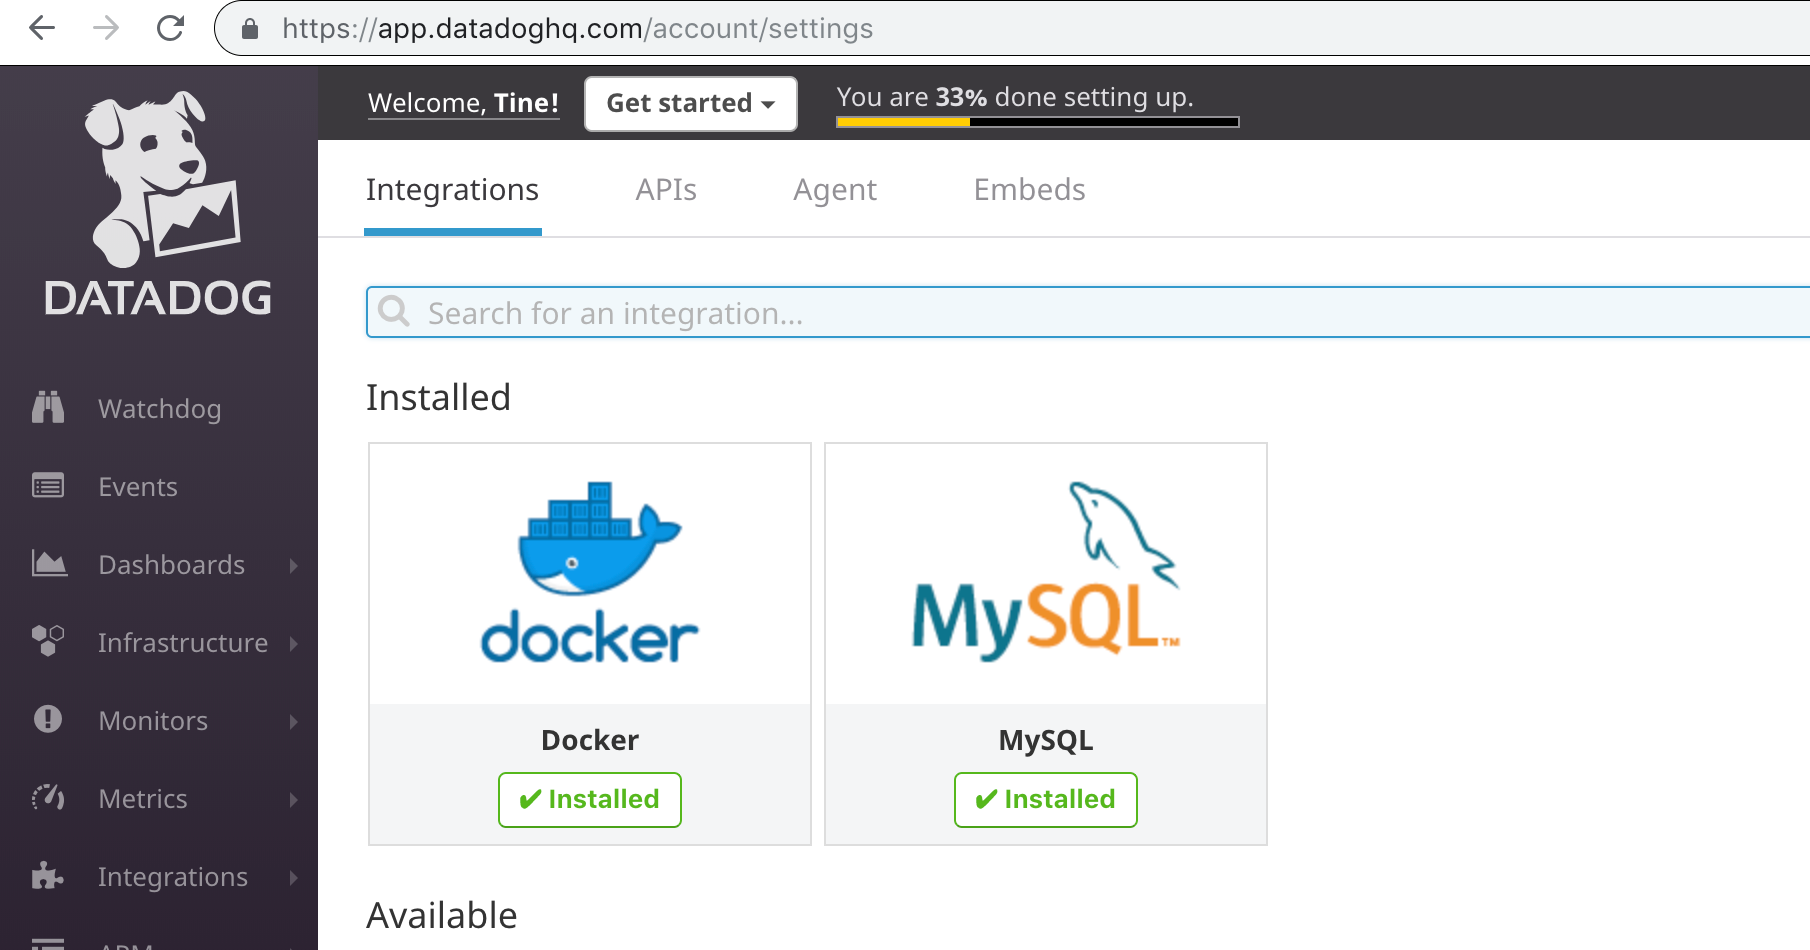 https://app.datadoghq.com/account/settings
Welcome, Tine!
Get started
You are 33% done setting up.
DATADOG
Watchdog
Events
Dashboards
Infrastructure
Monitors
Metrics
Integrations
APM
Integrations
APIs
Agent
Embeds
Search for an integration...
Installed
docker
Docker
✔ Installed
MySQL™
MySQL
✔ Installed
Available